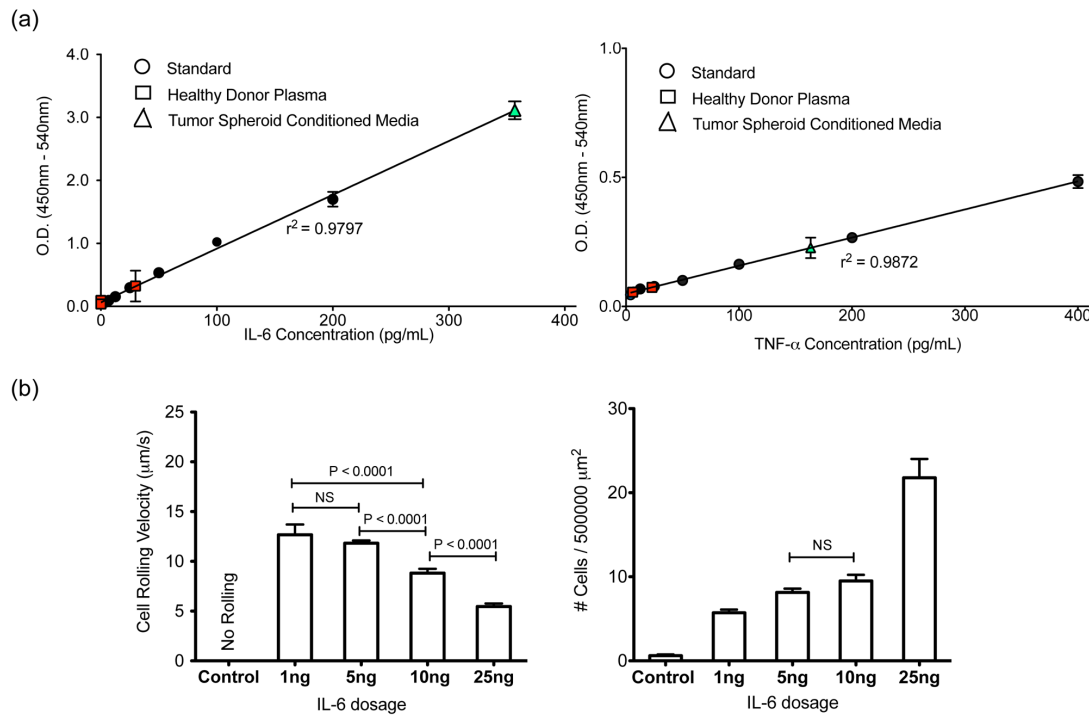 (a)
4.0
3.0
2.0
1.0
0.0
O.D. (450nm - 540nm)
Standard
Healthy Donor Plasma
Tumor Spheroid Conditioned Media
r² = 0.9797
0
100
200
300
400
IL-6 Concentration (pg/mL)
1.0
0.5
0.0
O.D. (450nm - 540nm)
Standard
Healthy Donor Plasma
Tumor Spheroid Conditioned Media
r² = 0.9872
0
100
200
300
400
TNF-α Concentration (pg/mL)
(b)
25
20
15
10
5
0
Cell Rolling Velocity (μm/s)
P < 0.0001
NS
P < 0.0001
P < 0.0001
No Rolling
Control
1ng
5ng
10ng
25ng
IL-6 dosage
30
20
10
0
# Cells / 500000 μm²
NS
Control
1ng
5ng
10ng
25ng
IL-6 dosage